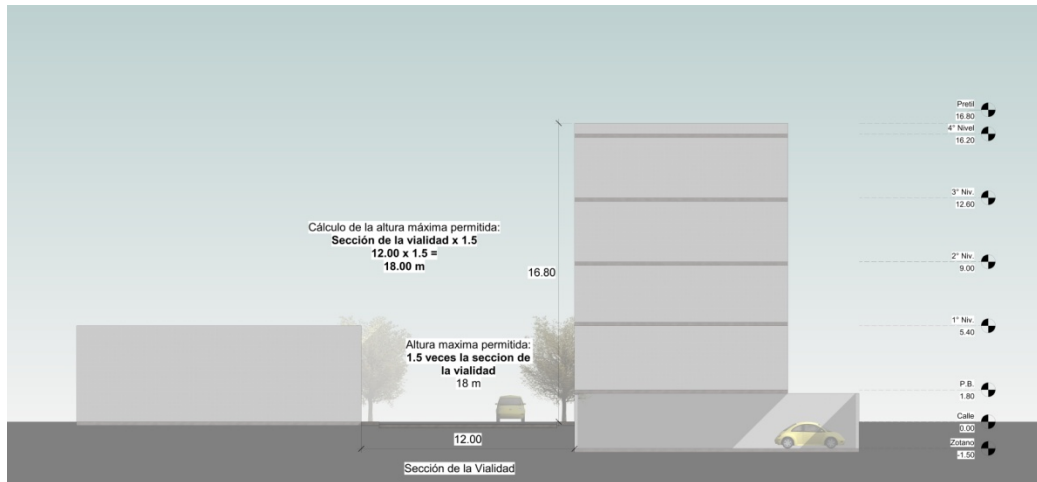 Pretil
16.80
4° Nivel
16.20
3° Niv.
12.60
Cálculo de la altura máxima permitida:
Sección de la vialidad x 1.5
12.00 x 1.5 =
18.00 m
2° Niv.
9.00
16.80
1° Niv.
5.40
Altura maxima permitida:
1.5 veces la seccion de
la vialidad
18 m
P.B.
1.80
Calle
0.00
12.00
Zotano
-1.50
Sección de la Vialidad